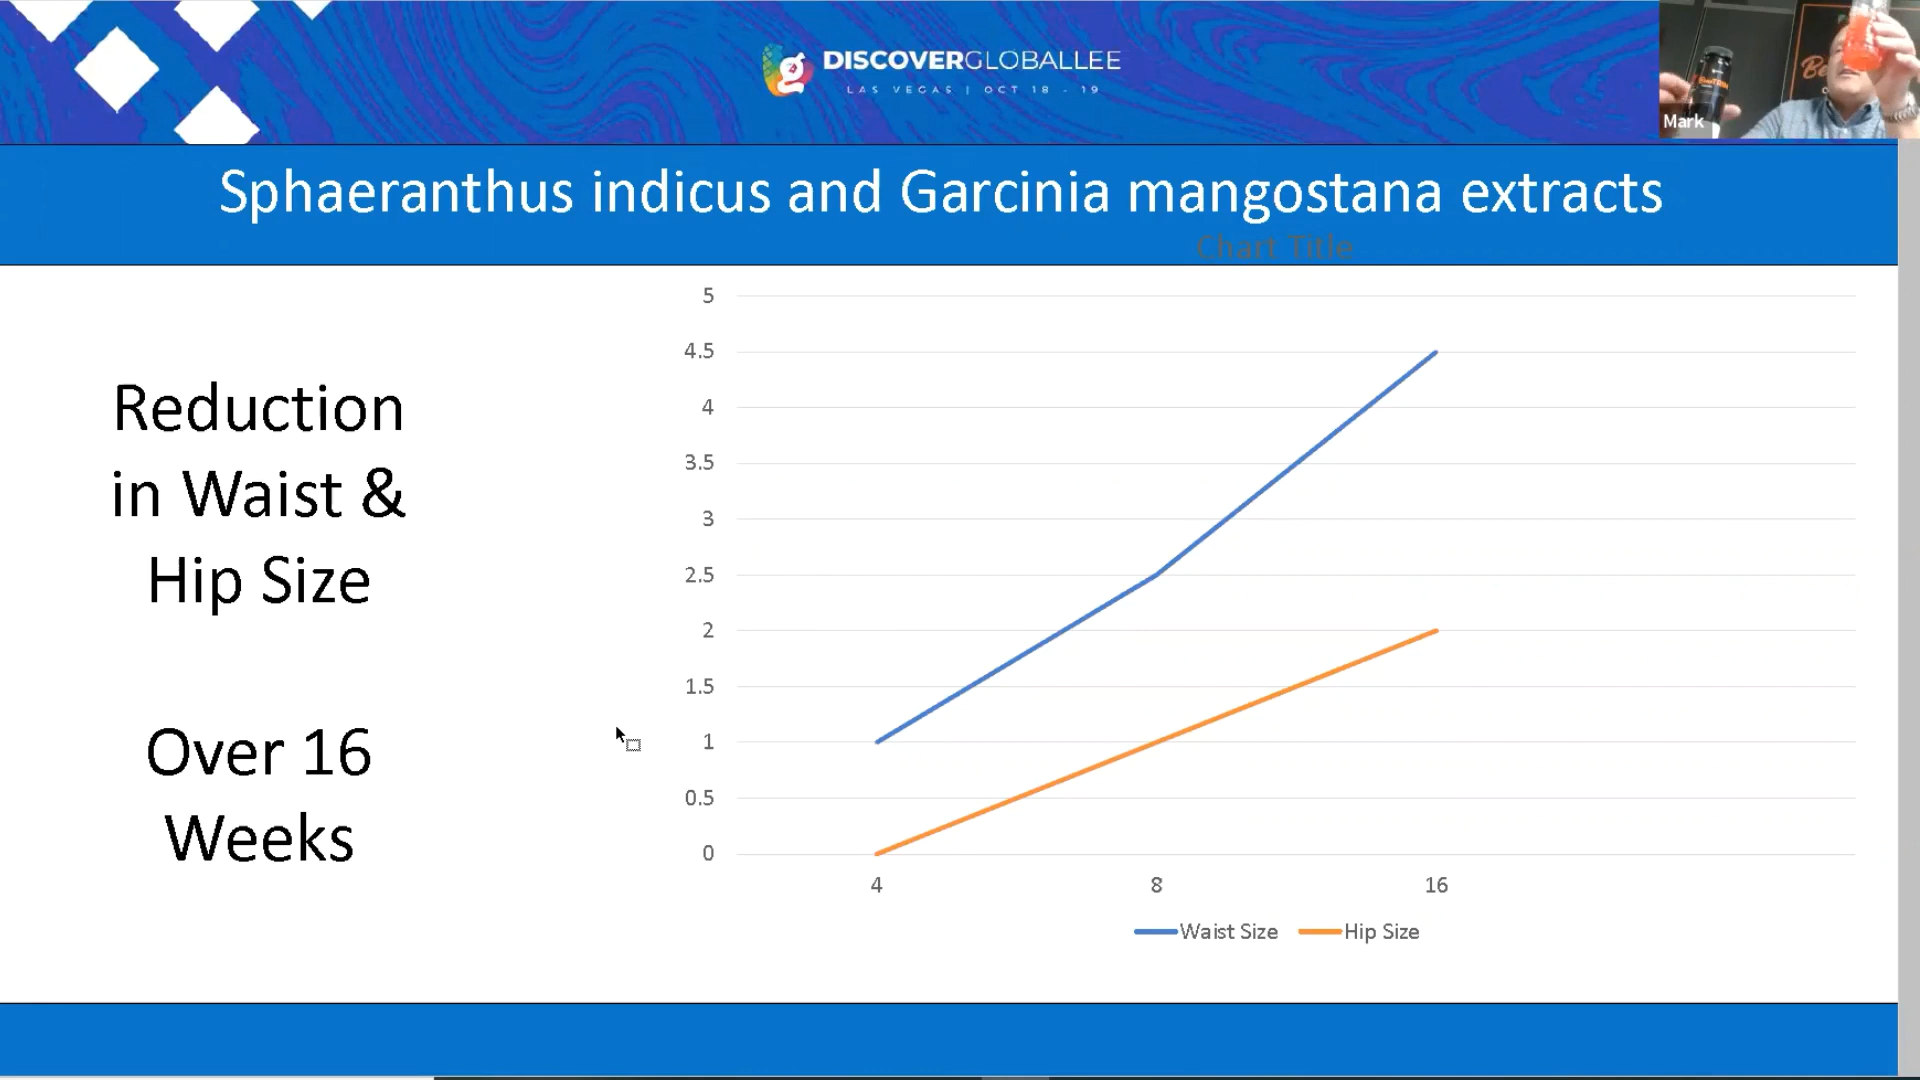 DISCOVERGLOBALLEE
LAS VEGAS | OCT 18 - 19
Mark
Sphaeranthus indicus and Garcinia mangostana extracts
Chart Title
Reduction
in Waist &
Hip Size
Over 16
Weeks
5
4.5
4
3.5
3
2.5
2
1.5
1
0.5
0
4 8 16
Waist Size Hip Size